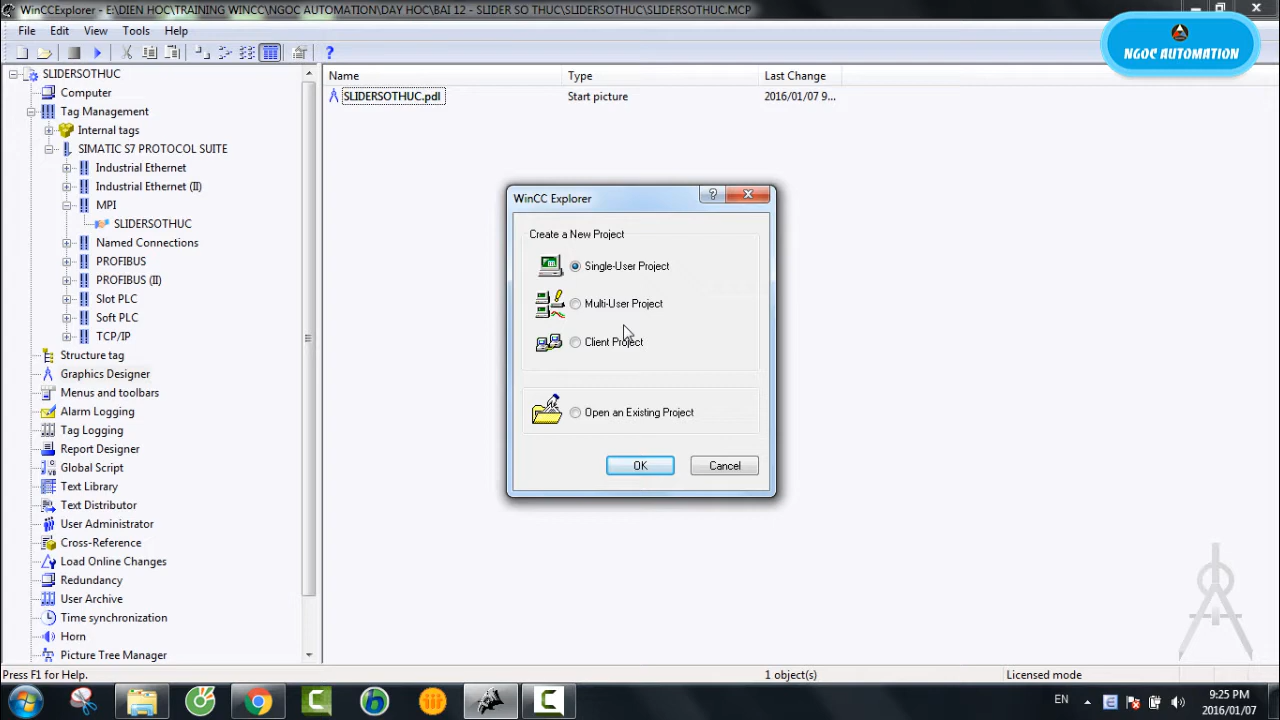 WinCCExplorer - E:\DIEN HOC\TRAINING WINCC\NGOC AUTOMATION\DAY HOC\BAI 12 - SLIDER SO THUC\SLIDERSOTHUC\SLIDERSOTHUC.MCP
File Edit View Tools Help
NGOC AUTOMATION
SLIDERSOTHUC
Computer
Tag Management
Internal tags
SIMATIC S7 PROTOCOL SUITE
Industrial Ethernet
Industrial Ethernet (II)
MPI
SLIDERSOTHUC
Named Connections
PROFIBUS
PROFIBUS (II)
Slot PLC
Soft PLC
TCP/IP
Structure tag
Graphics Designer
Menus and toolbars
Alarm Logging
Tag Logging
Report Designer
Global Script
Text Library
Text Distributor
User Administrator
Cross-Reference
Load Online Changes
Redundancy
User Archive
Time synchronization
Horn
Picture Tree Manager
Name Type Last Change
SLIDERSOTHUC.pdl Start picture 2016/01/07 9...
WinCC Explorer
Create a New Project
Single-User Project
Multi-User Project
Client Project
Open an Existing Project
OK Cancel
Press F1 for Help. 1 object(s) Licensed mode
EN 9:25 PM
2016/01/07